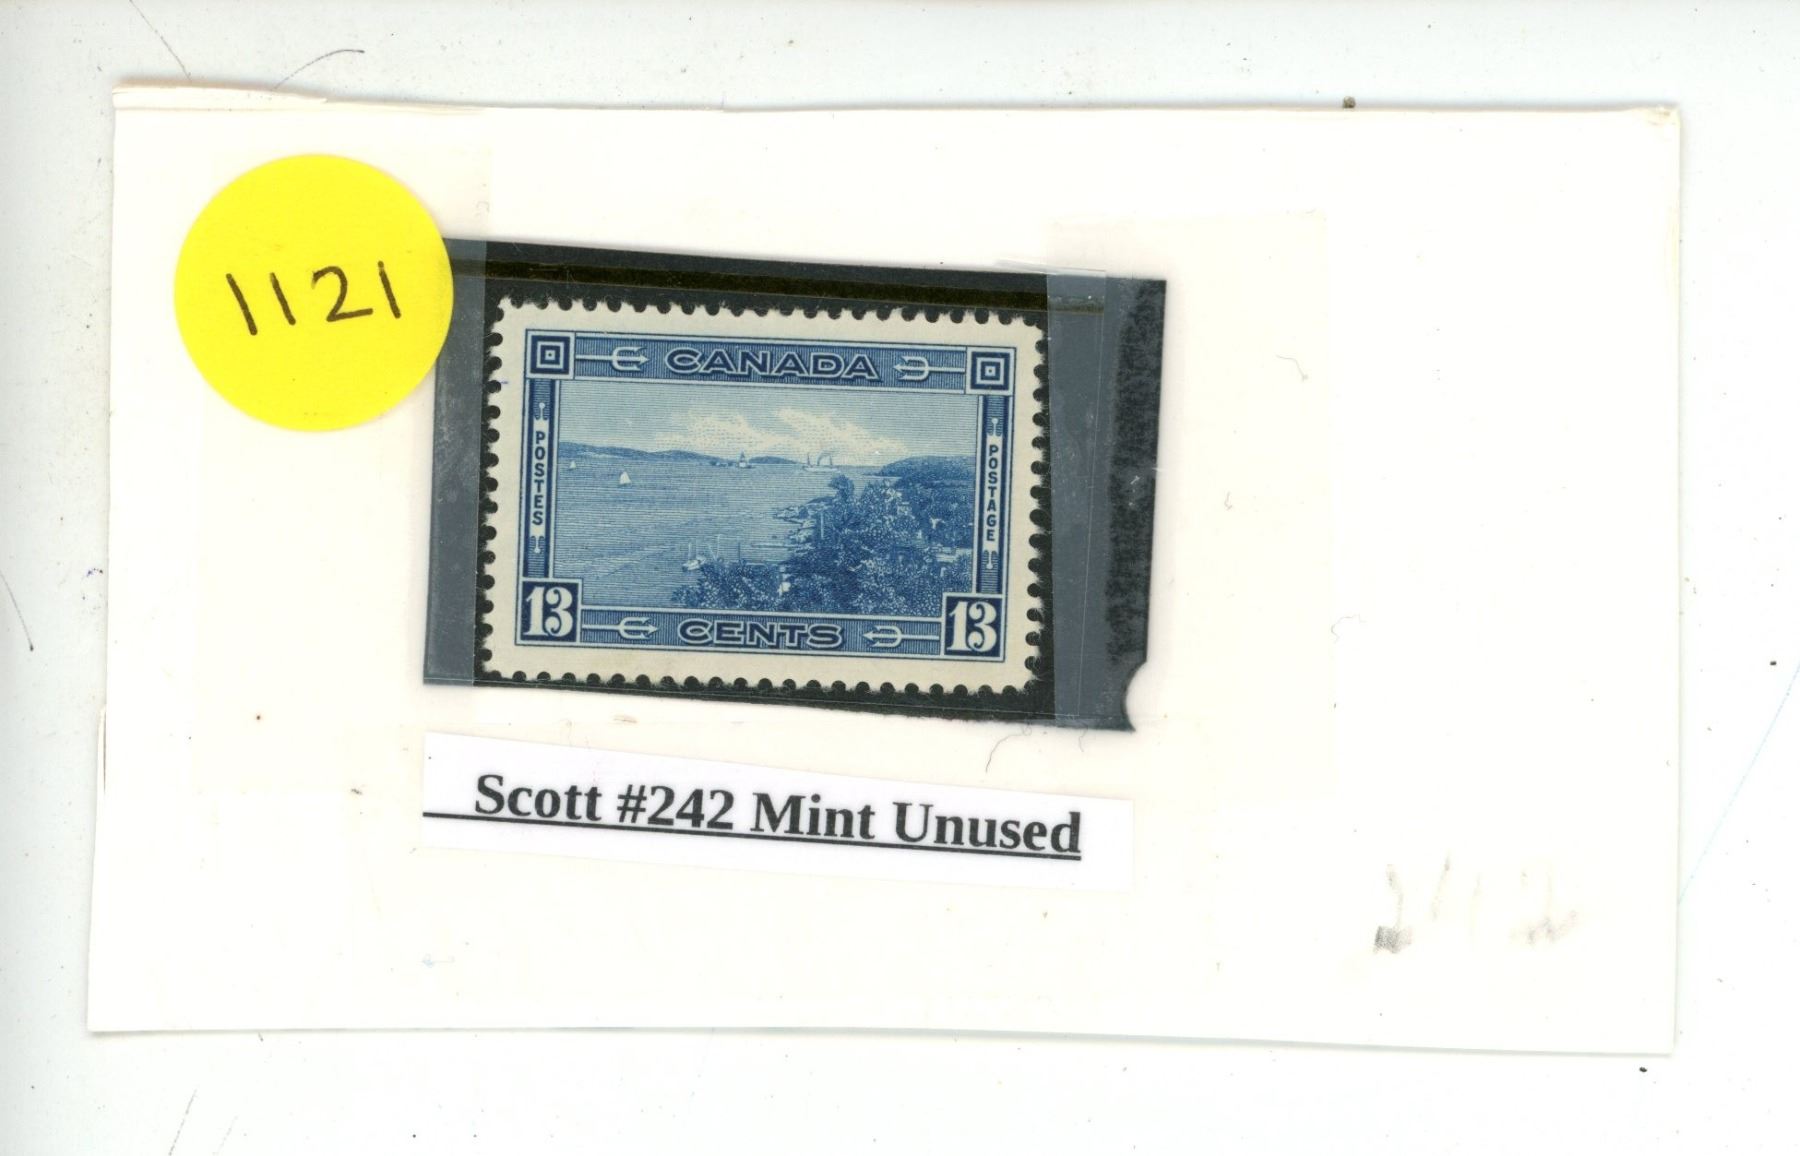 1121
CANADA
POSTES
POSTAGE
13
CENTS
13
Scott #242 Mint Unused